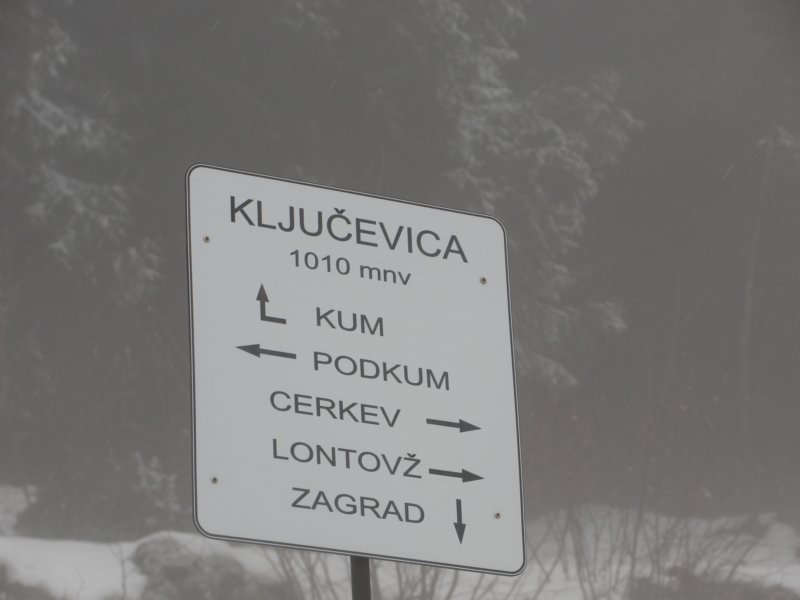 KLJUČEVICA
1010 mnv
KUM
PODKUM
CERKEV
LONTOVŽ
ZAGRAD